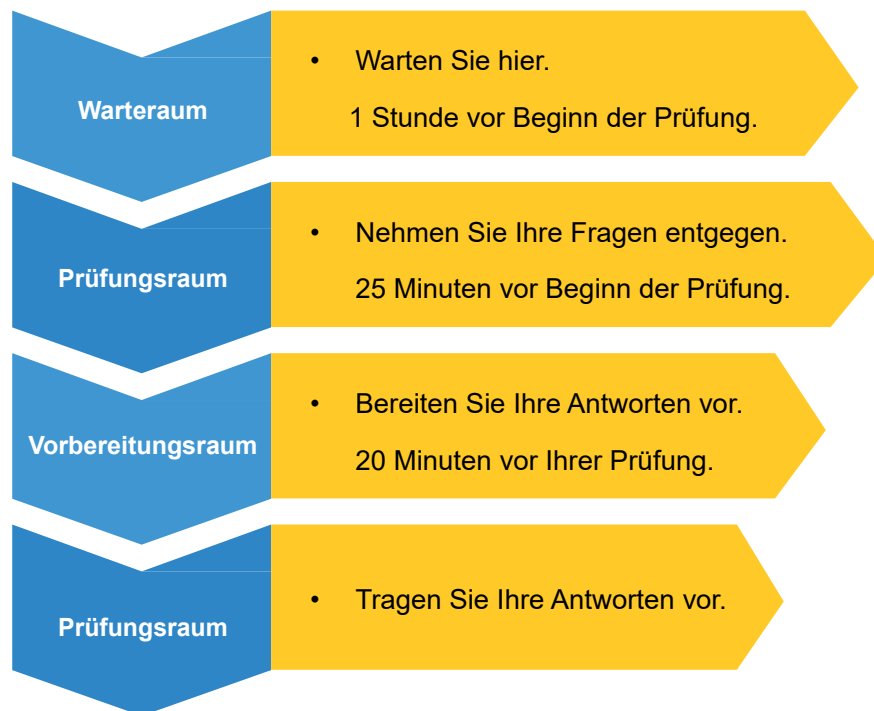 Warteraum
• Warten Sie hier.
1 Stunde vor Beginn der Prüfung.
Prüfungsraum
• Nehmen Sie Ihre Fragen entgegen.
25 Minuten vor Beginn der Prüfung.
Vorbereitungsraum
• Bereiten Sie Ihre Antworten vor.
20 Minuten vor Ihrer Prüfung.
Prüfungsraum
• Tragen Sie Ihre Antworten vor.